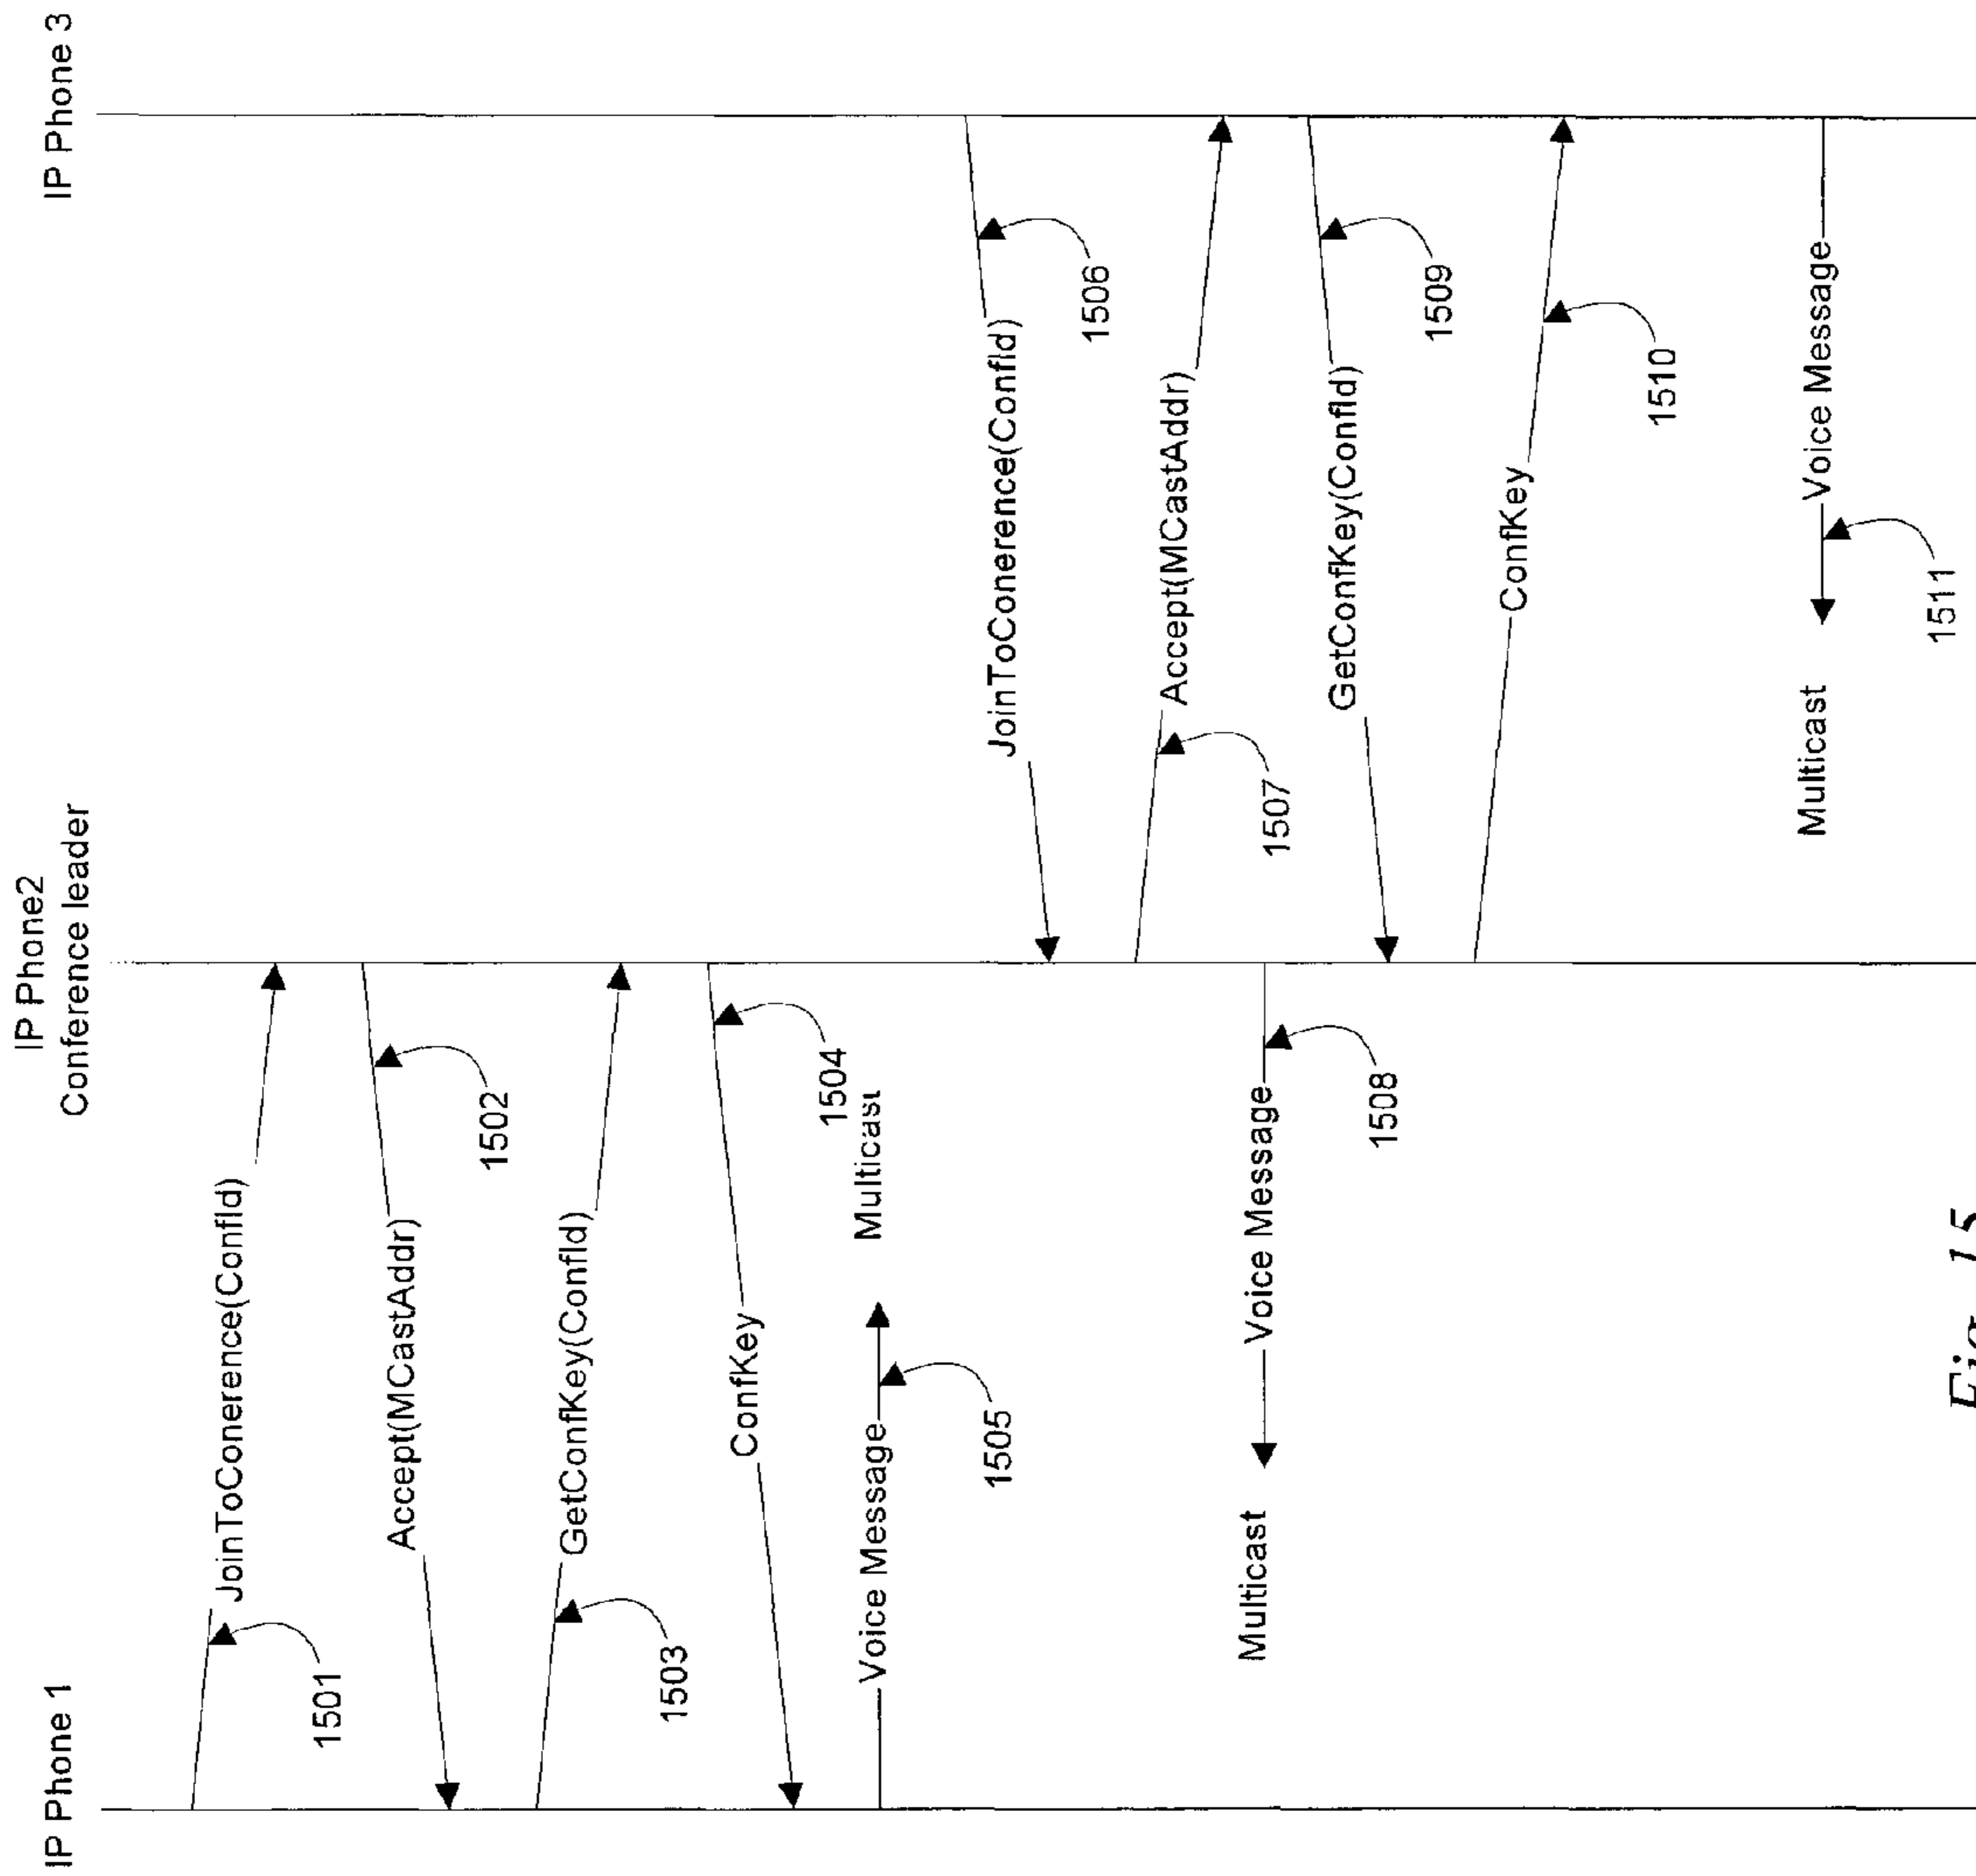 IP Phone 1
IP Phone2
Conference leader
IP Phone 3
JoinToConerence(ConfId)
1501
Accept(MCastAddr)
1502
GetConfKey(ConfId)
1503
ConfKey
1504
Voice Message
Multicast
1505
JoinToConerence(ConfId)
1506
Accept(MCastAddr)
1507
Multicast
Voice Message
1508
GetConfKey(ConfId)
1509
ConfKey
1510
Multicast
Voice Message
1511
Fig. 15